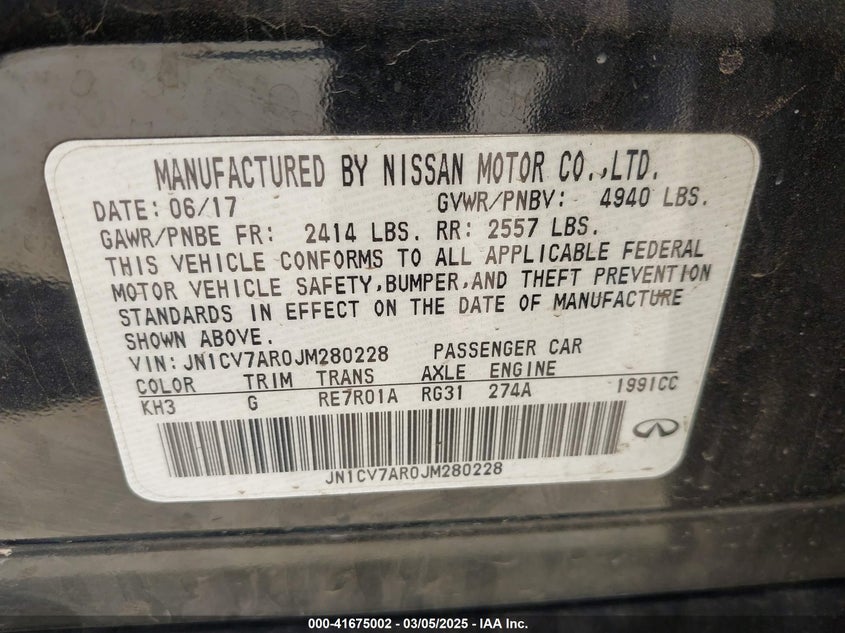 MANUFACTURED BY NISSAN MOTOR CO.,LTD.
DATE: 06/17 GVWR/PNBV: 4940 LBS.
GAWR/PNBE FR: 2414 LBS. RR: 2557 LBS.
THIS VEHICLE CONFORMS TO ALL APPLICABLE FEDERAL
MOTOR VEHICLE SAFETY,BUMPER,AND THEFT PREVENTION
STANDARDS IN EFFECT ON THE DATE OF MANUFACTURE
SHOWN ABOVE.
VIN: JN1CV7AR0JM280228 PASSENGER CAR
COLOR TRIM TRANS AXLE ENGINE
KH3 G RE7R01A RG31 274A 1991CC
JN1CV7AR0JM280228
000-41675002 - 03/05/2025 - IAA Inc.